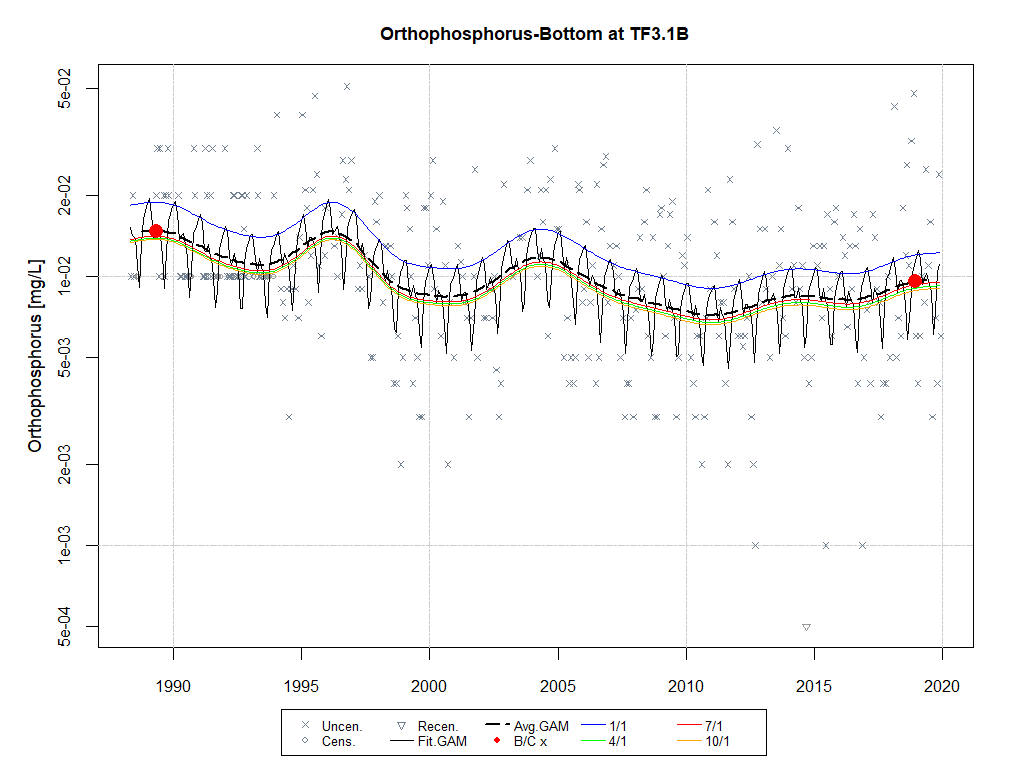 Orthophosphorus-Bottom at TF3.1B
Orthophosphorus [mg/L]
5e-02
2e-02
1e-02
5e-03
2e-03
1e-03
5e-04
1990 1995 2000 2005 2010 2015 2020
Uncen. Recen. Avg.GAM 1/1 7/1
Cens. Fit.GAM B/C x 4/1 10/1